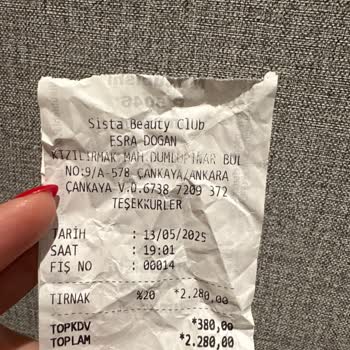 Sista Beauty Club
ESRA DOGAN
KIZILIRMAK MAH.DUMLUPINAR BUL
NO:9/A-578 ÇANKAYA/ANKARA
ÇANKAYA V.D.6738 7209 372
TEŞEKKÜRLER
TARİH : 13/05/2025
SAAT : 19:01
FİŞ NO : 00014
TIRNAK %20 *2.280,00
TOPKDV *380,00
TOPLAM *2.280,00